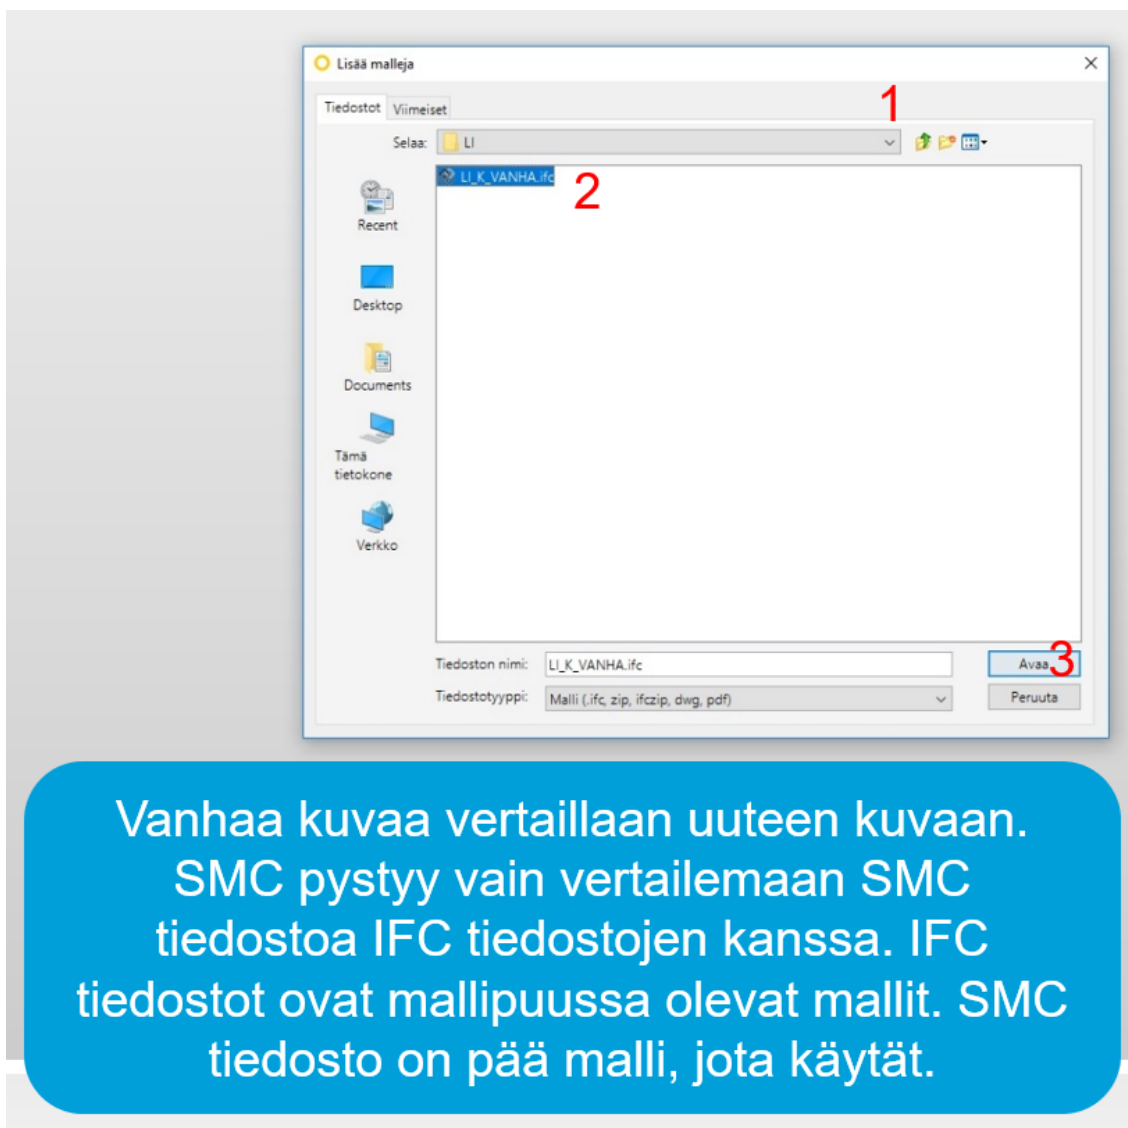 Lisää malleja
Tiedostot Viimeiset
1
Selaa: LI
LI_K_VANHA.ifc
2
Recent
Desktop
Documents
Tämä
tietokone
Verkko
Tiedoston nimi: LI_K_VANHA.ifc Avaa
3
Tiedostotyyppi: Malli (.ifc, zip, ifczip, dwg, pdf) Peruuta
Vanhaa kuvaa vertaillaan uuteen kuvaan.
SMC pystyy vain vertailemaan SMC
tiedostoa IFC tiedostojen kanssa. IFC
tiedostot ovat mallipuussa olevat mallit. SMC
tiedosto on pää malli, jota käytät.